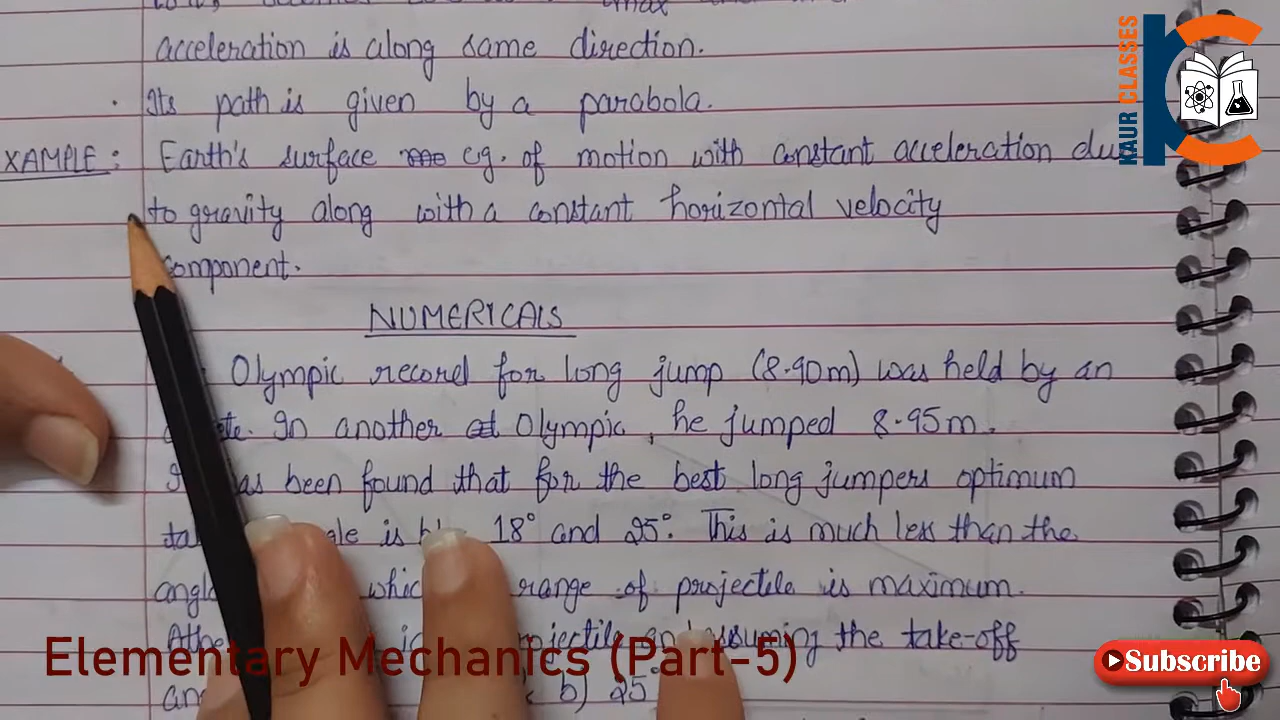 acceleration is along same direction.
. Its path is given by a parabola.
XAMPLE: Earth's surface eg. of motion with constant acceleration du
to gravity along with a constant horizontal velocity
component.
NUMERICALS
Olympic record for long jump (8.90m) was held by an
In another Olympic, he jumped 8.95m.
been found that for the best long jumpers optimum
is 18° and 25°. This is much less than the
range of projectile is maximum.
the take-off
b) 25°
Elementary Mechanics (Part-5)
KAUR CLASSES
Subscribe